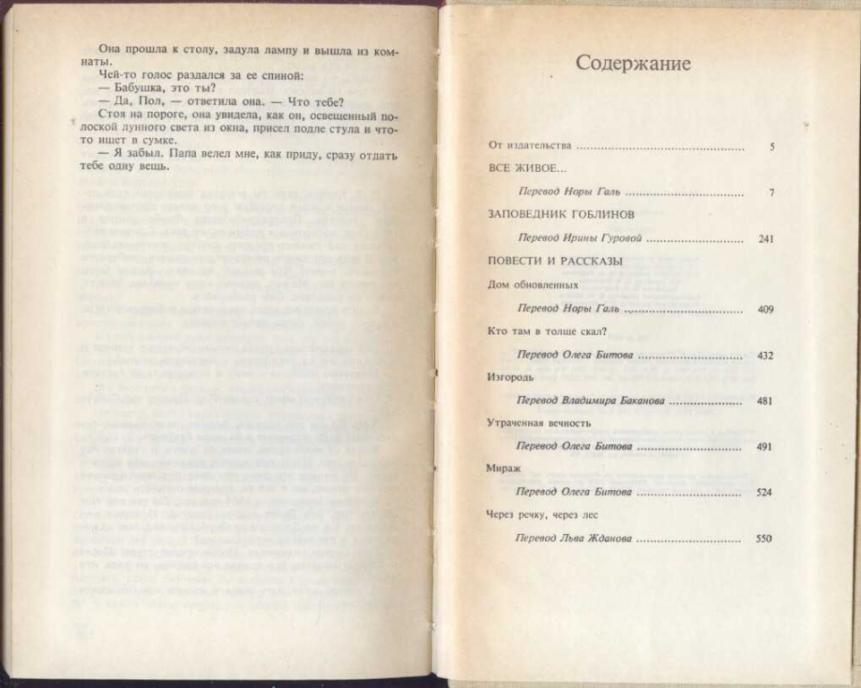 Она прошла к столу, задула лампу и вышла из ком-
наты.
Чей-то голос раздался за ее спиной:
— Бабушка, это ты?
— Да, Пол, — ответила она. — Что тебе?
Стоя на пороге, она увидела, как он, освещенный по-
лоской лунного света из окна, присел подле стула и что-
то ищет в сумке.
— Я забыл. Папа велел мне, как приду, сразу отдать
тебе одну вещь.
Содержание
От издательства ........ 5
ВСЕ ЖИВОЕ...
Перевод Норы Галь ........ 7
ЗАПОВЕДНИК ГОБЛИНОВ
Перевод Ирины Гуровой ........ 241
ПОВЕСТИ И РАССКАЗЫ
Дом обновленных
Перевод Норы Галь ........ 409
Кто там в толще скал?
Перевод Олега Битова ........ 432
Изгородь
Перевод Владимира Баканова ........ 481
Утраченная вечность
Перевод Олега Битова ........ 491
Мираж
Перевод Олега Битова ........ 524
Через речку, через лес
Перевод Льва Жданова ........ 550